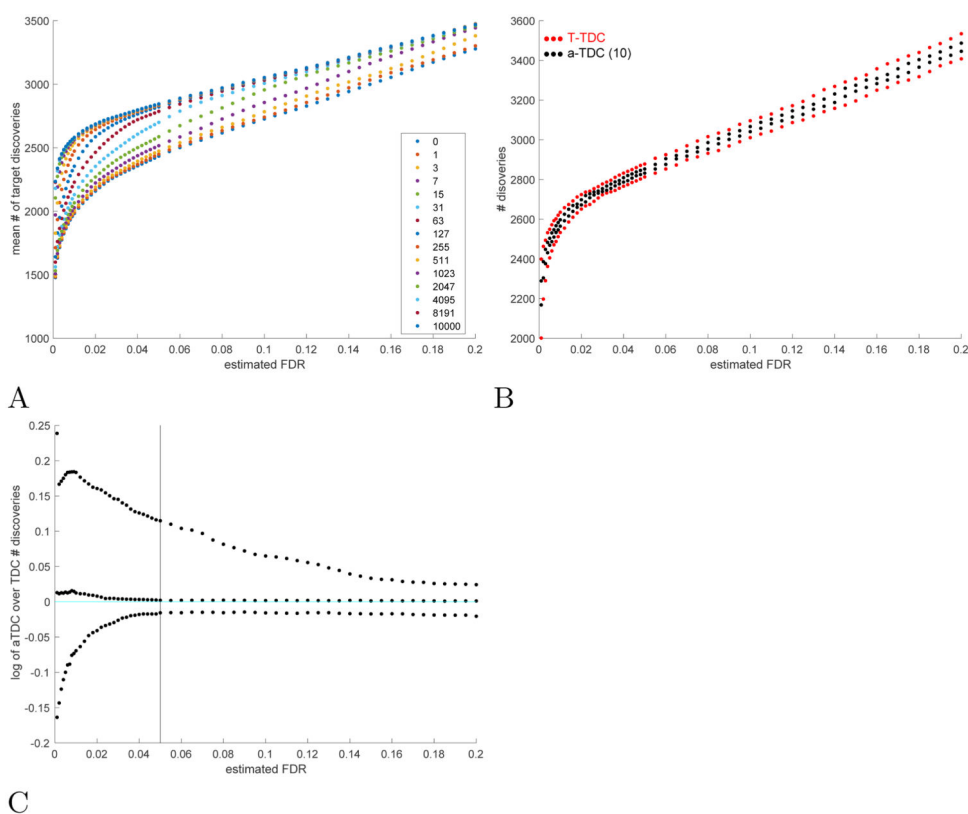 3500
3000
2500
2000
1500
1000
mean # of target discoveries
0
1
3
7
15
31
63
127
255
511
1023
2047
4095
8191
10000
0 0.02 0.04 0.06 0.08 0.1 0.12 0.14 0.16 0.18 0.2
estimated FDR
A
3600
3400
3200
3000
2800
2600
2400
2200
2000
# disoveries
T-TDC
a-TDC (10)
0 0.02 0.04 0.06 0.08 0.1 0.12 0.14 0.16 0.18 0.2
estimated FDR
B
0.25
0.2
0.15
0.1
0.05
0
-0.05
-0.1
-0.15
-0.2
log of aTDC over TDC # discoveries
0 0.02 0.04 0.06 0.08 0.1 0.12 0.14 0.16 0.18 0.2
estimated FDR
C